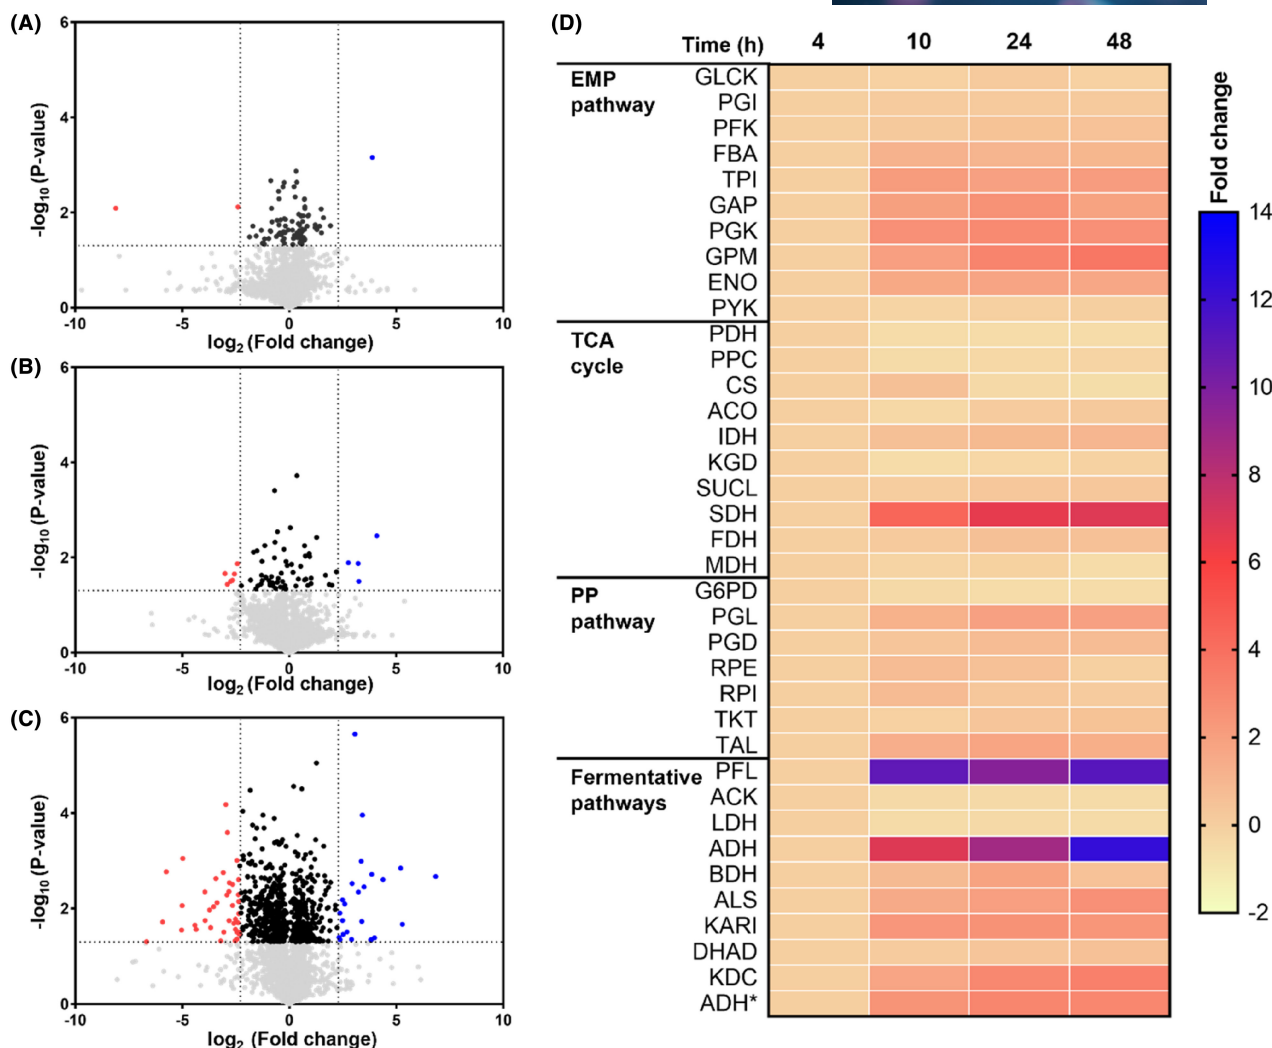 (A)
6
4
2
0
-log10 (P-value)
-10 -5 0 5 10
log2 (Fold change)
(B)
6
4
2
0
-log10 (P-value)
-10 -5 0 5 10
log2 (Fold change)
(C)
6
4
2
0
-log10 (P-value)
-10 -5 0 5 10
log2 (Fold change)
(D)
Time (h) 4 10 24 48
EMP
pathway
GLCK
PGI
PFK
FBA
TPI
GAP
PGK
GPM
ENO
PYK
TCA
cycle
PDH
PPC
CS
ACO
IDH
KGD
SUCL
SDH
FDH
MDH
PP
pathway
G6PD
PGL
PGD
RPE
RPI
TKT
TAL
Fermentative
pathways
PFL
ACK
LDH
ADH
BDH
ALS
KARI
DHAD
KDC
ADH*
Fold change
14
12
10
8
6
4
2
0
-2